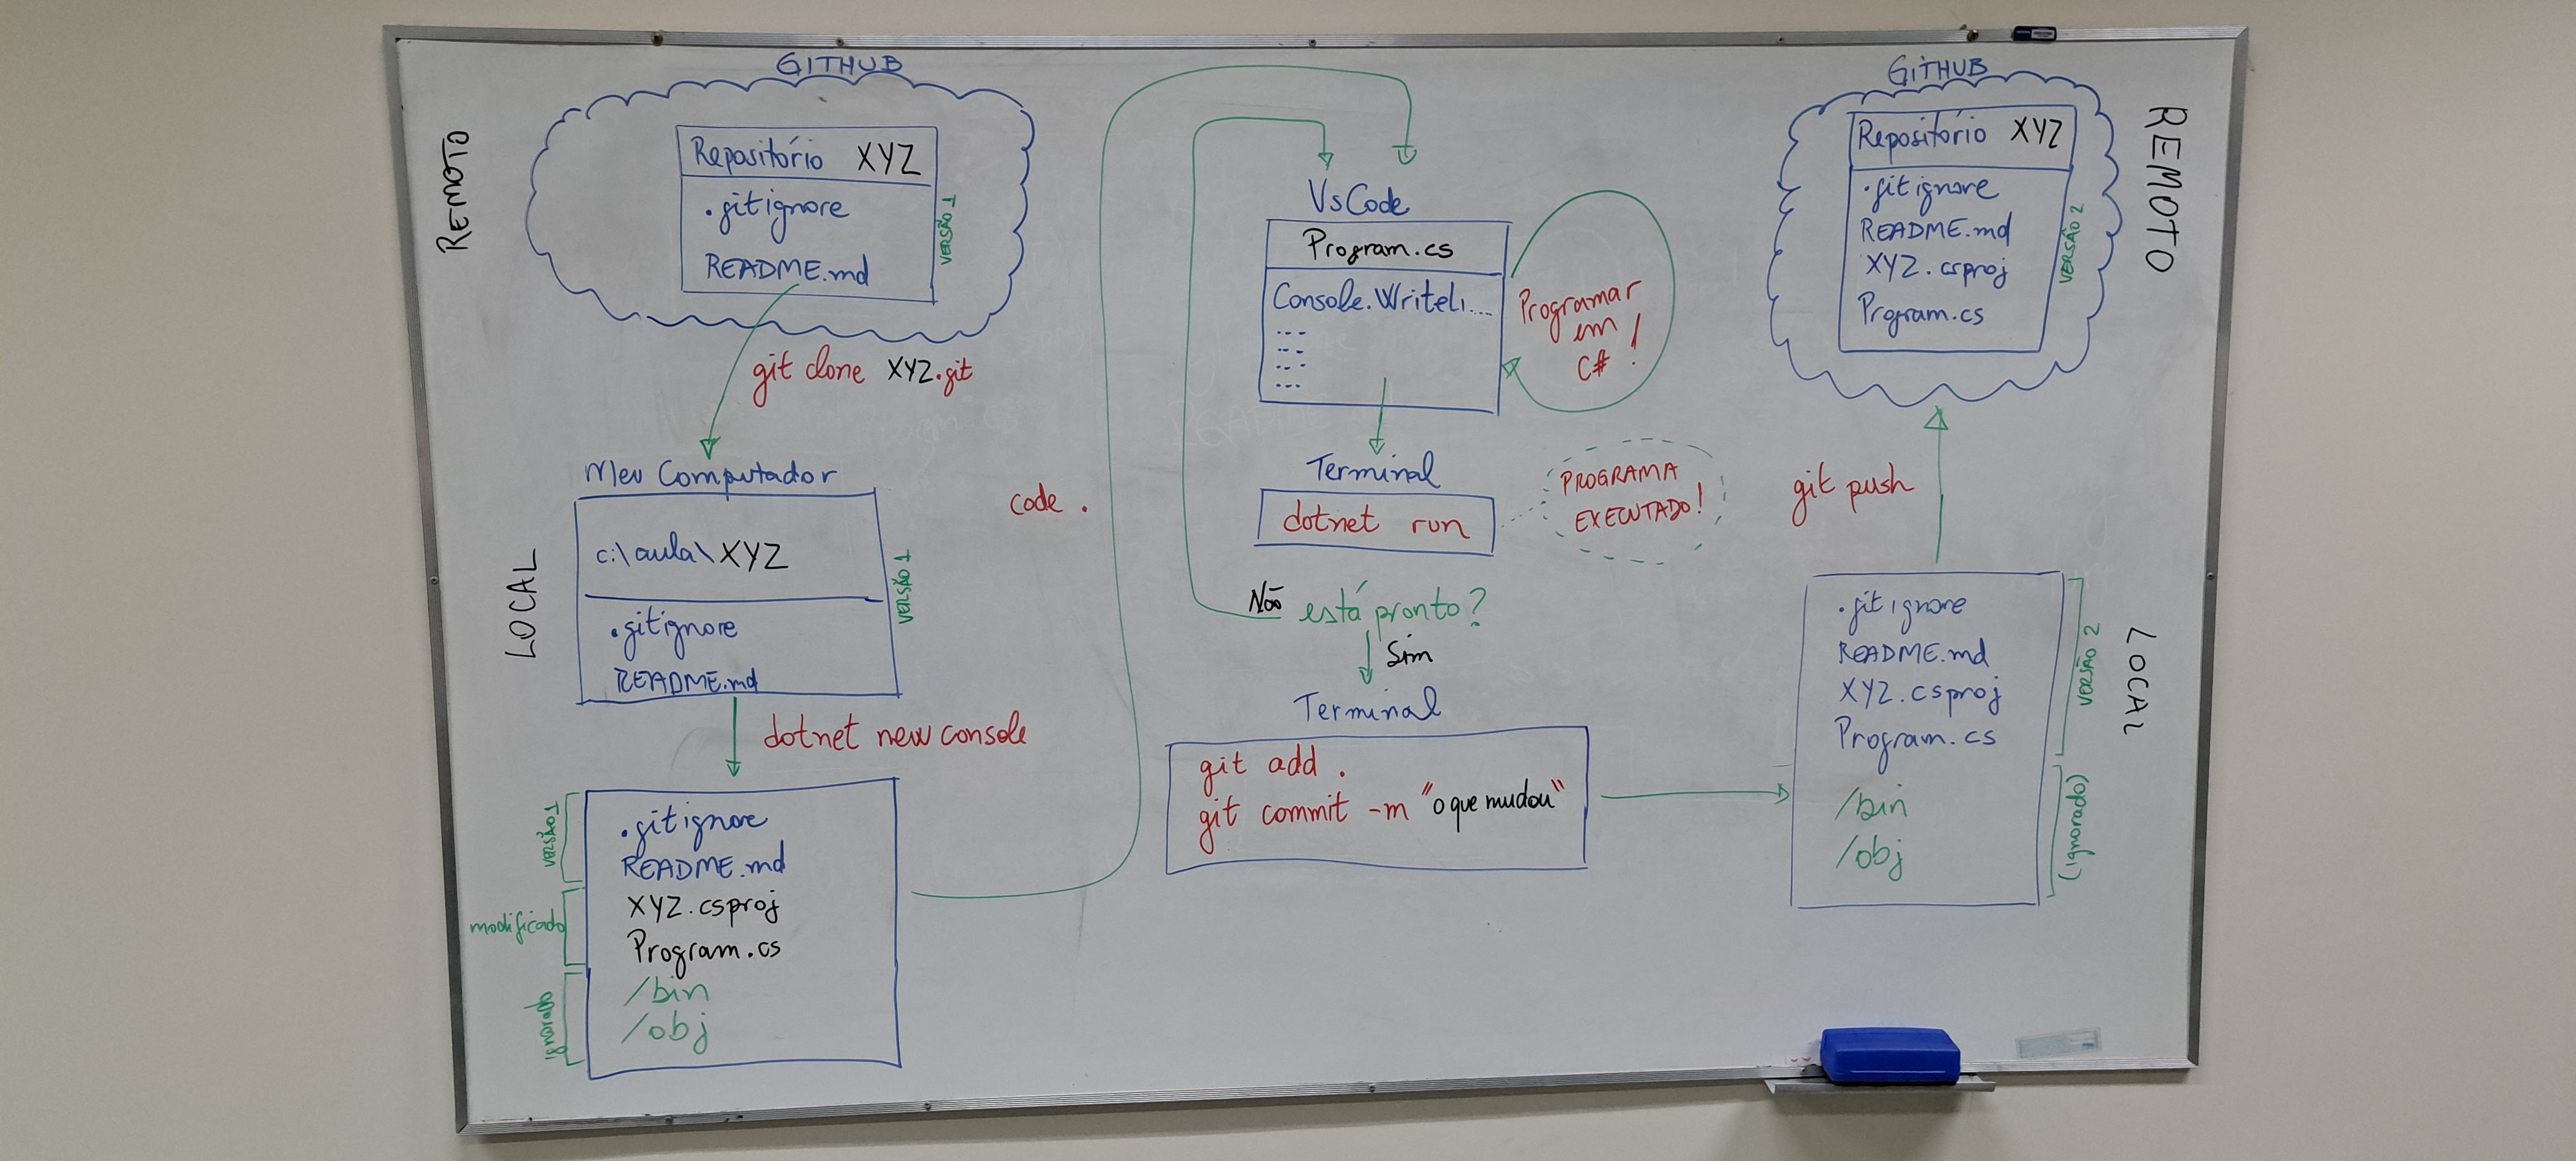 REMOTO
GITHUB
Repositório XYZ
.gitignore
README.md
VERSÃO 1
git clone XYZ.git
LOCAL
Meu Computador
c:\aula\XYZ
.gitignore
README.md
VERSÃO 1
dotnet new console
VERSÃO 1
modificado
ignorado
.gitignore
README.md
XYZ.csproj
Program.cs
/bin
/obj
code .
VsCode
Program.cs
Console.Writeli....
---
---
---
---
Programar
em
C# !
Terminal
dotnet run
PROGRAMA
EXECUTADO!
Não está pronto?
Sim
Terminal
git add .
git commit -m "o que mudou"
.gitignore
README.md
XYZ.csproj
Program.cs
/bin
/obj
VERSÃO 2
(ignorado)
LOCAL
git push
GITHUB
Repositório XYZ
.gitignore
README.md
XYZ.csproj
Program.cs
VERSÃO 2
REMOTO